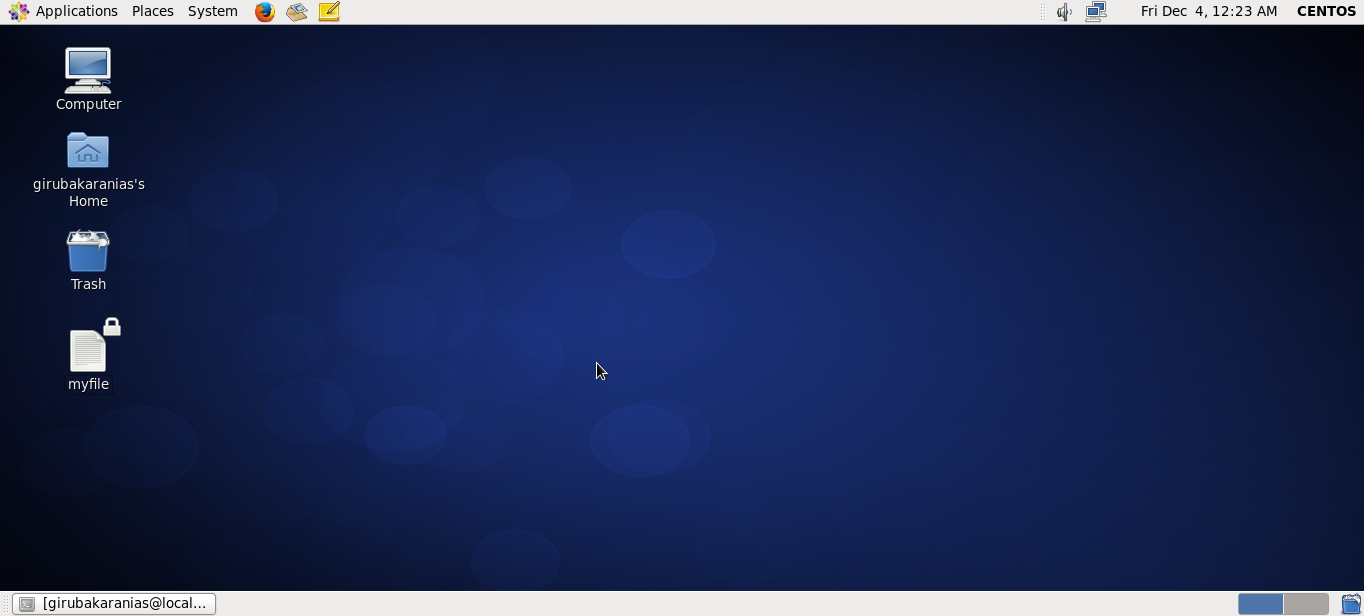 Applications Places System Fri Dec 4, 12:23 AM CENTOS
Computer
girubakaranias's
Home
Trash
myfile
[girubakaranias@local...